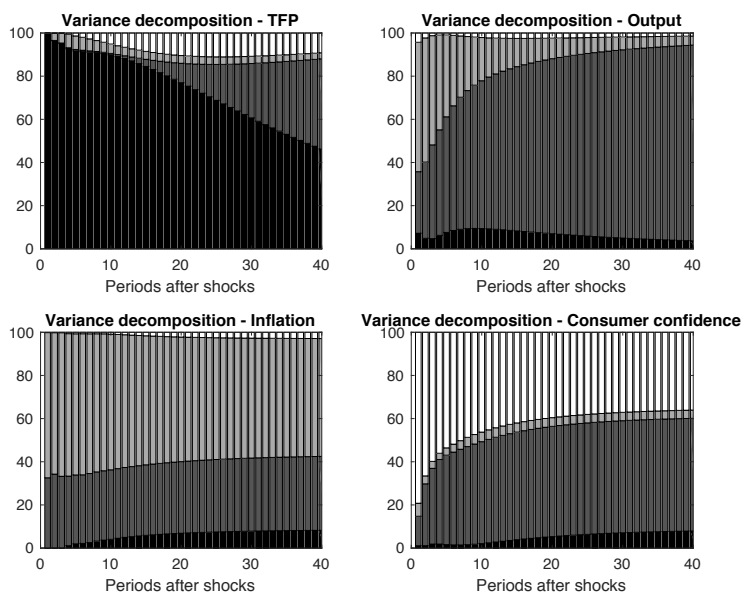 Variance decomposition - TFP
100
80
60
40
20
0
0 10 20 30 40
Periods after shocks
Variance decomposition - Output
100
80
60
40
20
0
0 10 20 30 40
Periods after shocks
Variance decomposition - Inflation
100
80
60
40
20
0
0 10 20 30 40
Periods after shocks
Variance decomposition - Consumer confidence
100
80
60
40
20
0
0 10 20 30 40
Periods after shocks